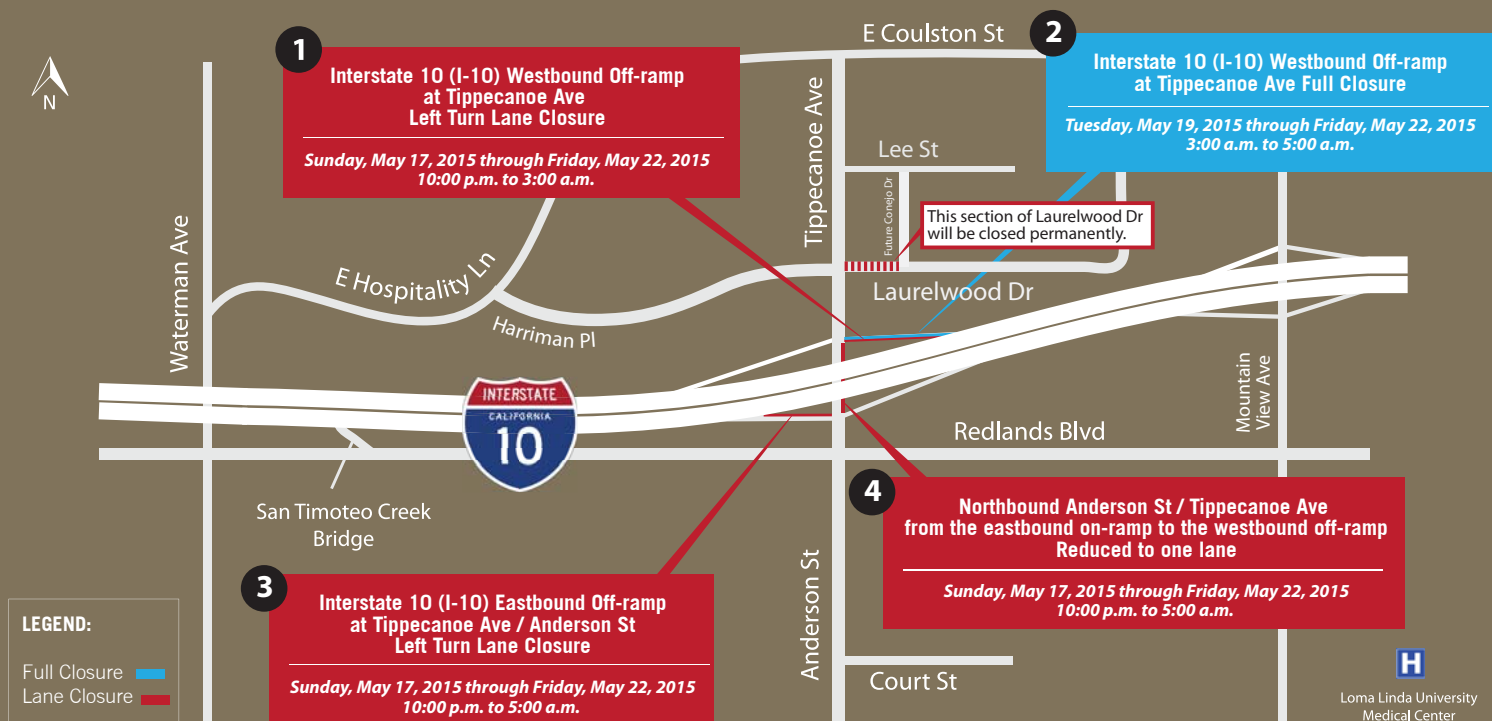 1
Interstate 10 (I-10) Westbound Off-ramp
at Tippecanoe Ave
Left Turn Lane Closure
Sunday, May 17, 2015 through Friday, May 22, 2015
10:00 p.m. to 3:00 a.m.
E Coulston St
2
Interstate 10 (I-10) Westbound Off-ramp
at Tippecanoe Ave Full Closure
Tuesday, May 19, 2015 through Friday, May 22, 2015
3:00 a.m. to 5:00 a.m.
N
Tippecanoe Ave
Lee St
Future Conejo Dr
This section of Laurelwood Dr
will be closed permanently.
Waterman Ave
E Hospitality Ln
Harriman Pl
Laurelwood Dr
INTERSTATE
CALIFORNIA
10
Mountain
View Ave
Redlands Blvd
San Timoteo Creek
Bridge
4
Northbound Anderson St / Tippecanoe Ave
from the eastbound on-ramp to the westbound off-ramp
Reduced to one lane
Sunday, May 17, 2015 through Friday, May 22, 2015
10:00 p.m. to 5:00 a.m.
3
Interstate 10 (I-10) Eastbound Off-ramp
at Tippecanoe Ave / Anderson St
Left Turn Lane Closure
Sunday, May 17, 2015 through Friday, May 22, 2015
10:00 p.m. to 5:00 a.m.
Anderson St
Court St
LEGEND:
Full Closure
Lane Closure
H
Loma Linda University
Medical Center